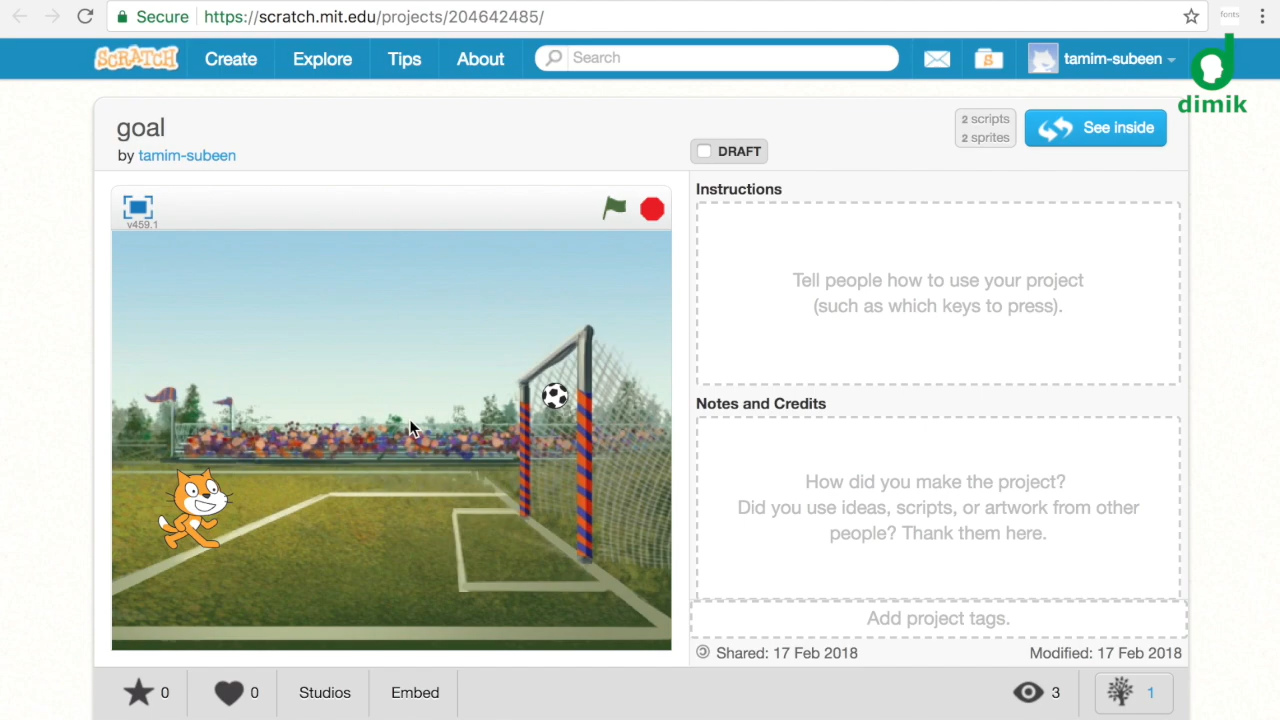 Secure https://scratch.mit.edu/projects/204642485/
fonts
SCRATCH Create Explore Tips About Search S tamim-subeen
dimik
goal
by tamim-subeen
DRAFT
2 scripts
2 sprites
See inside
v459.1
Instructions
Tell people how to use your project
(such as which keys to press).
Notes and Credits
How did you make the project?
Did you use ideas, scripts, or artwork from other
people? Thank them here.
Add project tags.
Shared: 17 Feb 2018 Modified: 17 Feb 2018
0 0 Studios Embed 3 1